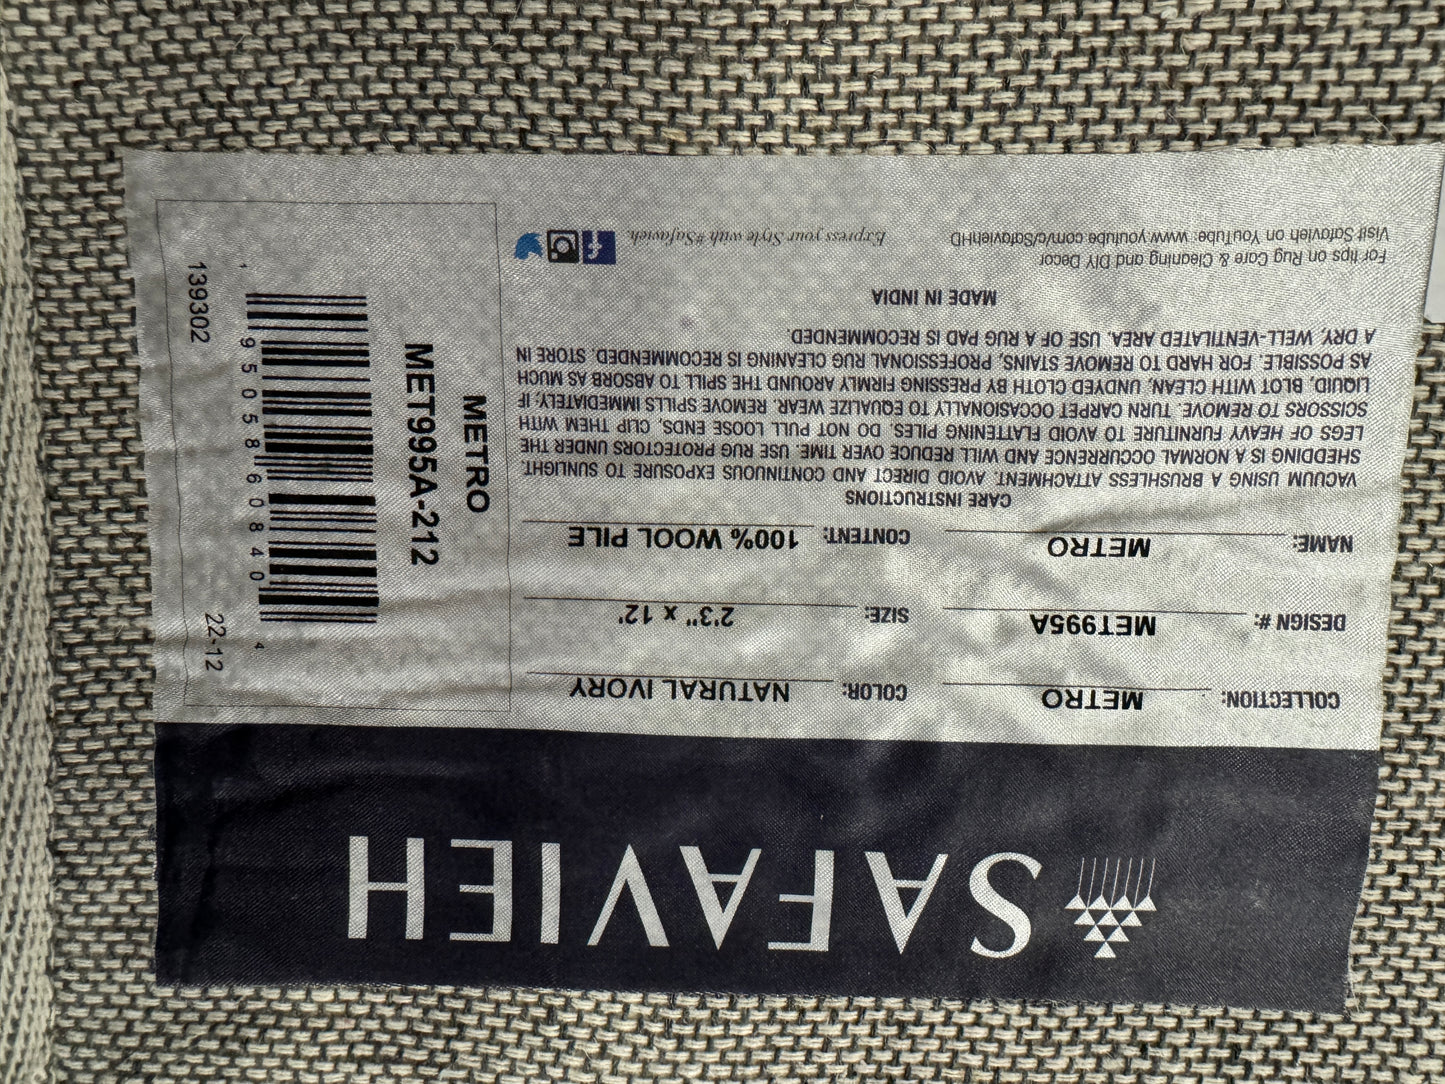 SAFAVIEH
COLLECTION: METRO
COLOR: NATURAL IVORY
DESIGN #: MET995A
SIZE: 2'3" x 12'
NAME: METRO
CONTENT: 100% WOOL PILE
CARE INSTRUCTIONS
VACUUM USING A BRUSHLESS ATTACHMENT. AVOID DIRECT AND CONTINUOUS EXPOSURE TO SUNLIGHT.
SHEDDING IS A NORMAL OCCURRENCE AND WILL REDUCE OVER TIME. USE RUG PROTECTORS UNDER THE
LEGS OF HEAVY FURNITURE TO AVOID FLATTENING PILES. DO NOT PULL LOOSE ENDS, CLIP THEM WITH
SCISSORS TO REMOVE. TURN CARPET OCCASIONALLY TO EQUALIZE WEAR. REMOVE SPILLS IMMEDIATELY. IF
LIQUID, BLOT WITH CLEAN, UNDYED CLOTH BY PRESSING FIRMLY AROUND THE SPILL TO ABSORB AS MUCH
AS POSSIBLE. FOR HARD TO REMOVE STAINS, PROFESSIONAL RUG CLEANING IS RECOMMENDED. STORE IN
A DRY, WELL-VENTILATED AREA. USE OF A RUG PAD IS RECOMMENDED.
MADE IN INDIA
For tips on Rug Care & Cleaning and DIY Decor
Visit Safavieh on YouTube: www.youtube.com/c/SafaviehHD
Express your Style with #Safavieh.
METRO
MET995A-212
1 95058 60840 4
139302
22-12